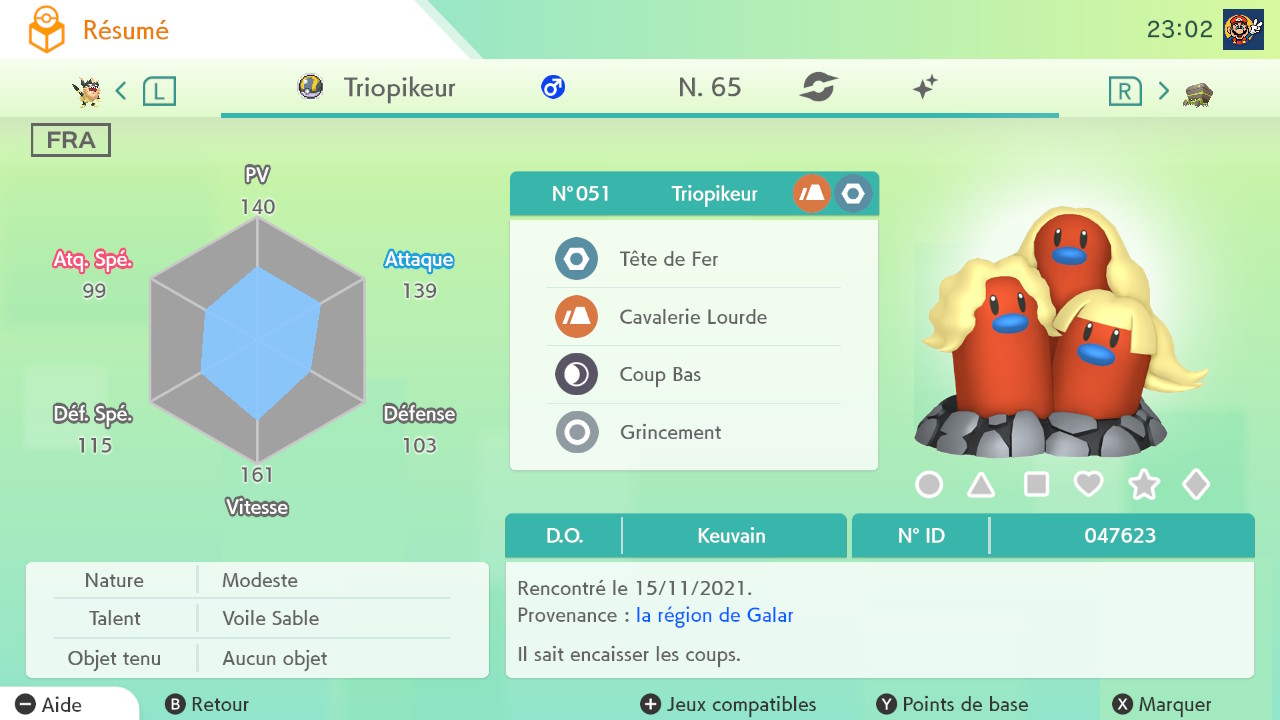 Résumé
23:02
L
Triopikeur
N. 65
R
FRA
PV
140
Atq. Spé.
99
Attaque
139
Déf. Spé.
115
Défense
103
161
Vitesse
N°051 Triopikeur
Tête de Fer
Cavalerie Lourde
Coup Bas
Grincement
D.O. Keuvain
N° ID 047623
Nature Modeste
Talent Voile Sable
Objet tenu Aucun objet
Rencontré le 15/11/2021.
Provenance : la région de Galar
Il sait encaisser les coups.
Aide
B Retour
Jeux compatibles
Y Points de base
X Marquer